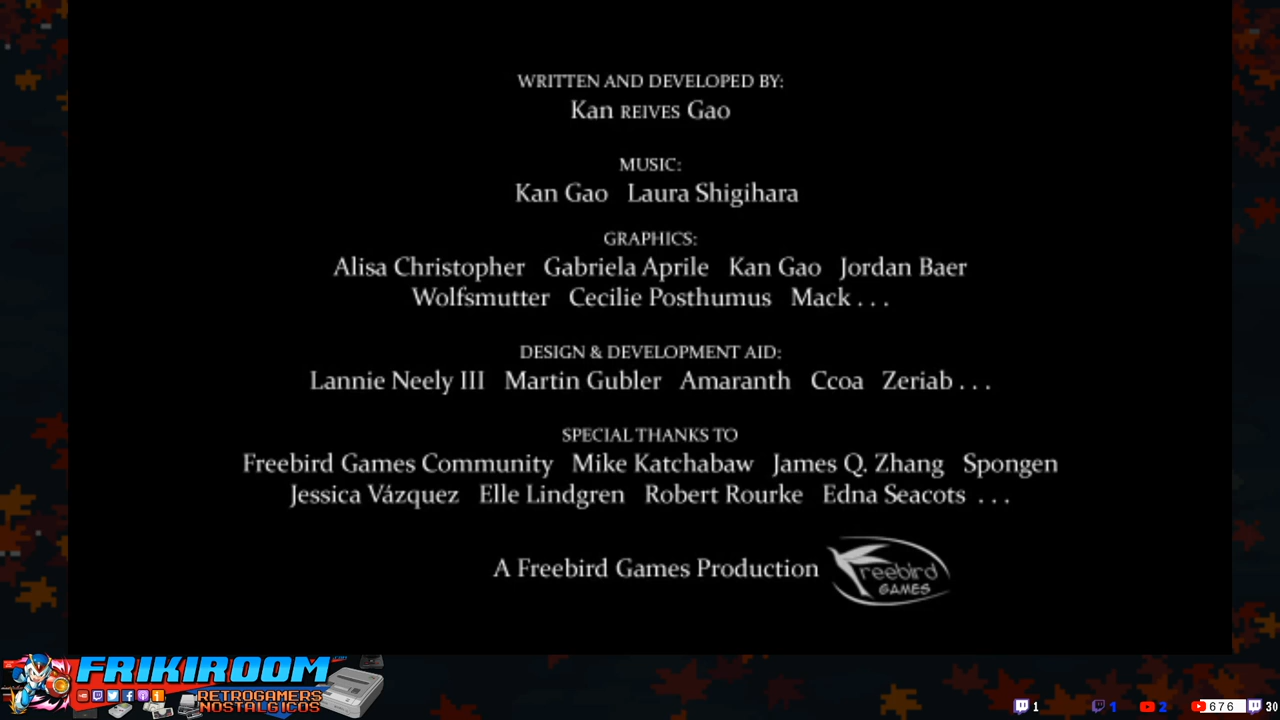 WRITTEN AND DEVELOPED BY:
Kan REIVES Gao
MUSIC:
Kan Gao Laura Shigihara
GRAPHICS:
Alisa Christopher Gabriela Aprile Kan Gao Jordan Baer
Wolfsmutter Cecilie Posthumus Mack . . .
DESIGN & DEVELOPMENT AID:
Lannie Neely III Martin Gubler Amaranth Ccoa Zeriab . . .
SPECIAL THANKS TO
Freebird Games Community Mike Katchabaw James Q. Zhang Spongen
Jessica Vázquez Elle Lindgren Robert Rourke Edna Seacots . . .
A Freebird Games Production
Freebird
GAMES
FRIKIROOM
RETROGAMERS
NOSTALGICOS
1 1 2 676 30